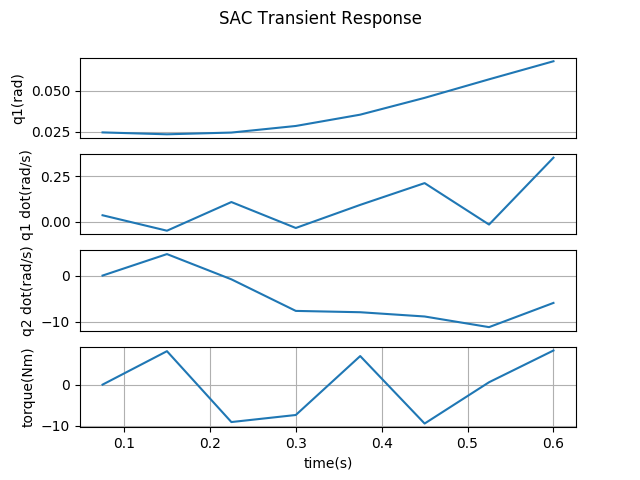 SAC Transient Response
q1(rad)
0.050
0.025
q1 dot(rad/s)
0.25
0.00
q2 dot(rad/s)
0
−10
torque(Nm)
0
−10
0.1 0.2 0.3 0.4 0.5 0.6
time(s)